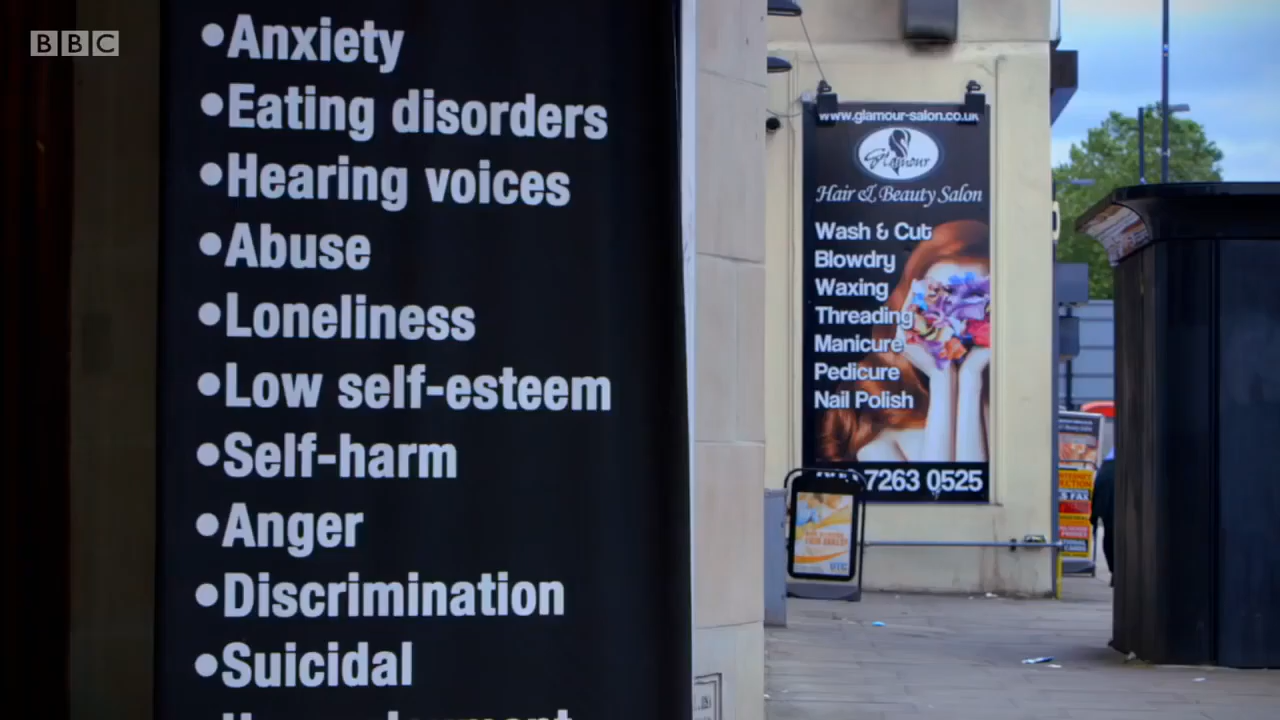 BBC
•Anxiety
•Eating disorders
•Hearing voices
•Abuse
•Loneliness
•Low self-esteem
•Self-harm
•Anger
•Discrimination
•Suicidal
www.glamour-salon.co.uk
Glamour
Hair & Beauty Salon
Wash & Cut
Blowdry
Waxing
Threading
Manicure
Pedicure
Nail Polish
7263 0525
& FAX